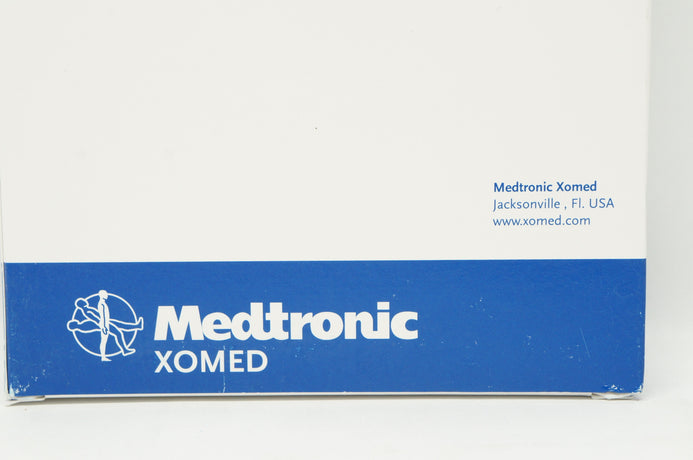 Medtronic Xomed
Jacksonville , Fl. USA
www.xomed.com
Medtronic
XOMED